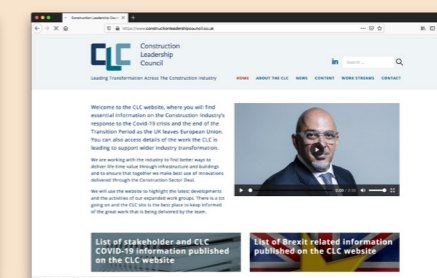 Construction Leadership Coun
https://www.constructionleadershipcouncil.co.uk
CLC
Construction
Leadership
Council
Leading Transformation Across The Construction Industry
in
Search ...
HOME ABOUT THE CLC NEWS CONTENT WORK STREAMS CONTACT
Welcome to the CLC website, where you will find
essential information on the Construction Industry's
response to the Covid-19 crisis and the end of the
Transition Period as the UK leaves European Union.
You can also access details of the work the CLC is
leading to support wider industry transformation.
We are working with the industry to find better ways to
deliver life time value through infrastructure and buildings
and to ensure that together we make best use of innovations
delivered through the Construction Sector Deal.
We will use the website to highlight the latest developments
and the activities of our expanded work groups. There is a lot
going on and the CLC site is the best place to keep informed
of the great work that is being delivered by the team.
List of stakeholder and CLC
COVID-19 information published
on the CLC website
List of Brexit related information
published on the CLC website